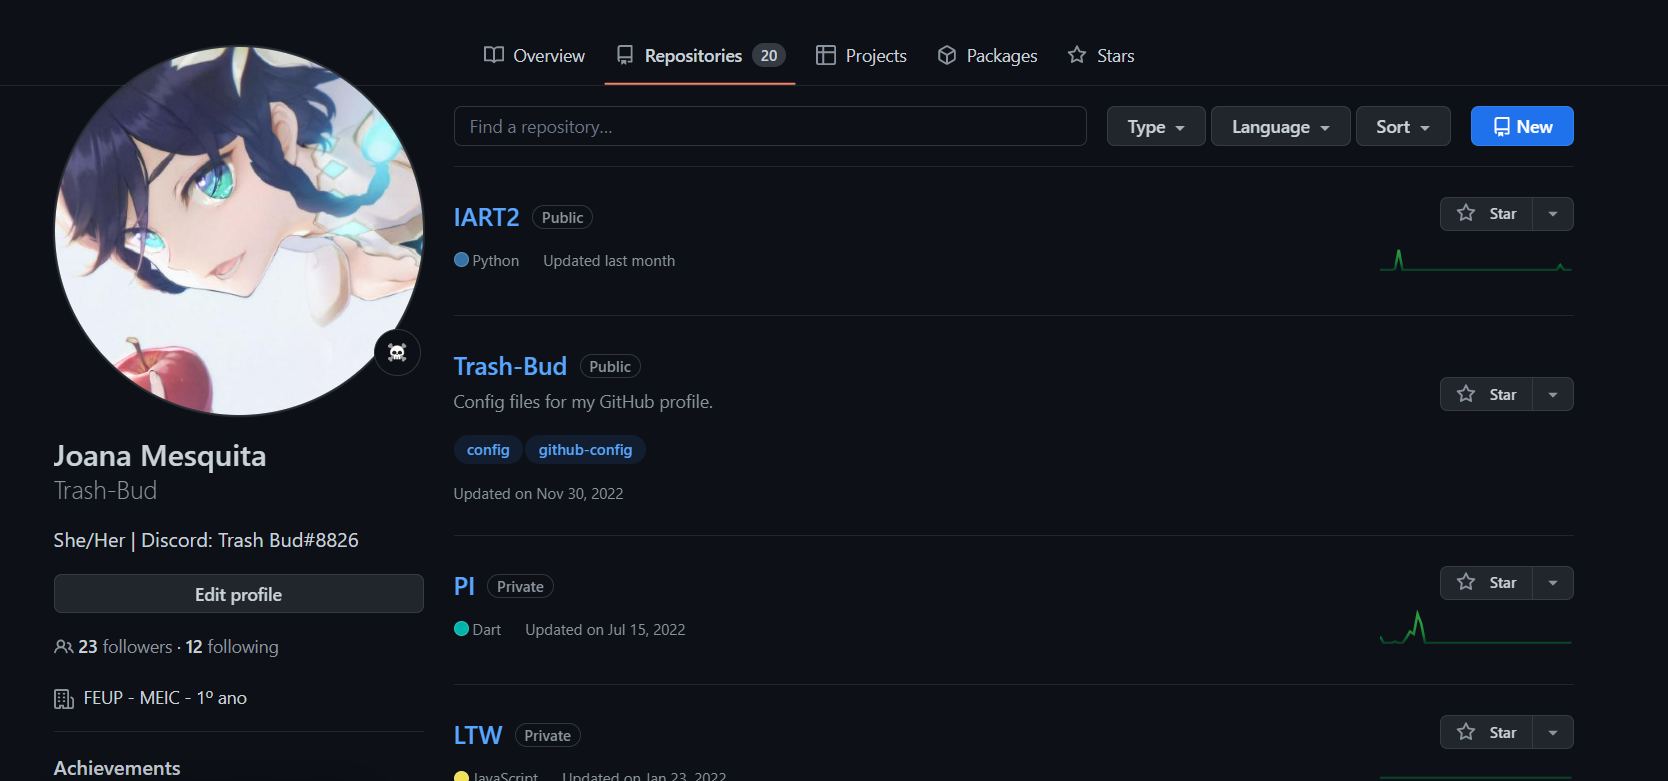 Overview Repositories 20 Projects Packages Stars
Find a repository... Type Language Sort New
IART2 Public Star
Python Updated last month
Trash-Bud Public
Config files for my GitHub profile. Star
config github-config
Updated on Nov 30, 2022
PI Private Star
Dart Updated on Jul 15, 2022
LTW Private Star
JavaScript Updated on Jan 23, 2022
Joana Mesquita
Trash-Bud
She/Her | Discord: Trash Bud#8826
Edit profile
23 followers · 12 following
FEUP - MEIC - 1º ano
Achievements